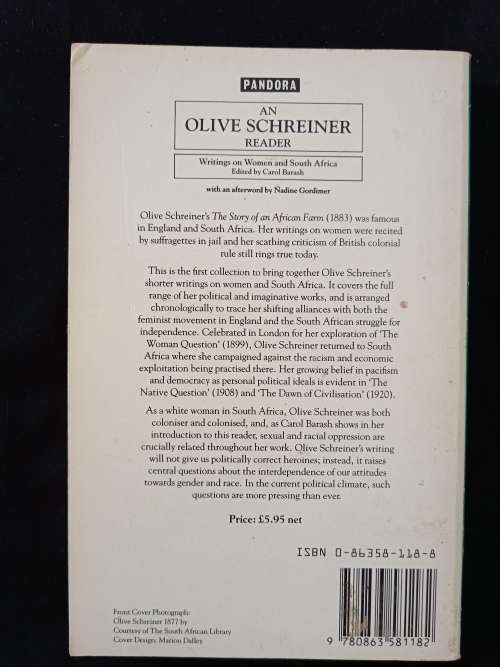 PANDORA
AN
OLIVE SCHREINER
READER
Writings on Women and South Africa
Edited by Carol Barash
with an afterword by Nadine Gordimer
Olive Schreiner's The Story of an African Farm (1883) was famous
in England and South Africa. Her writings on women were recited
by suffragettes in jail and her scathing criticism of British colonial
rule still rings true today.
This is the first collection to bring together Olive Schreiner's
shorter writings on women and South Africa. It covers the full
range of her political and imaginative works, and is arranged
chronologically to trace her shifting alliances with both the
feminist movement in England and the South African struggle for
independence. Celebrated in London for her exploration of 'The
Woman Question' (1899), Olive Schreiner returned to South
Africa where she campaigned against the racism and economic
exploitation being practised there. Her growing belief in pacifism
and democracy as personal political ideals is evident in 'The
Native Question' (1908) and 'The Dawn of Civilisation' (1920).
As a white woman in South Africa, Olive Schreiner was both
coloniser and colonised, and, as Carol Barash shows in her
introduction to this reader, sexual and racial oppression are
crucially related throughout her work. Olive Schreiner's writing
will not give us politically correct heroines; instead, it raises
central questions about the interdependence of our attitudes
towards gender and race. In the current political climate, such
questions are more pressing than ever.
Price: £5.95 net
ISBN 0-86358-118-8
Front Cover Photograph:
Olive Schreiner 1877 by
Courtesy of The South African Library
Cover Design: Marion Dalley
9 780863 581182